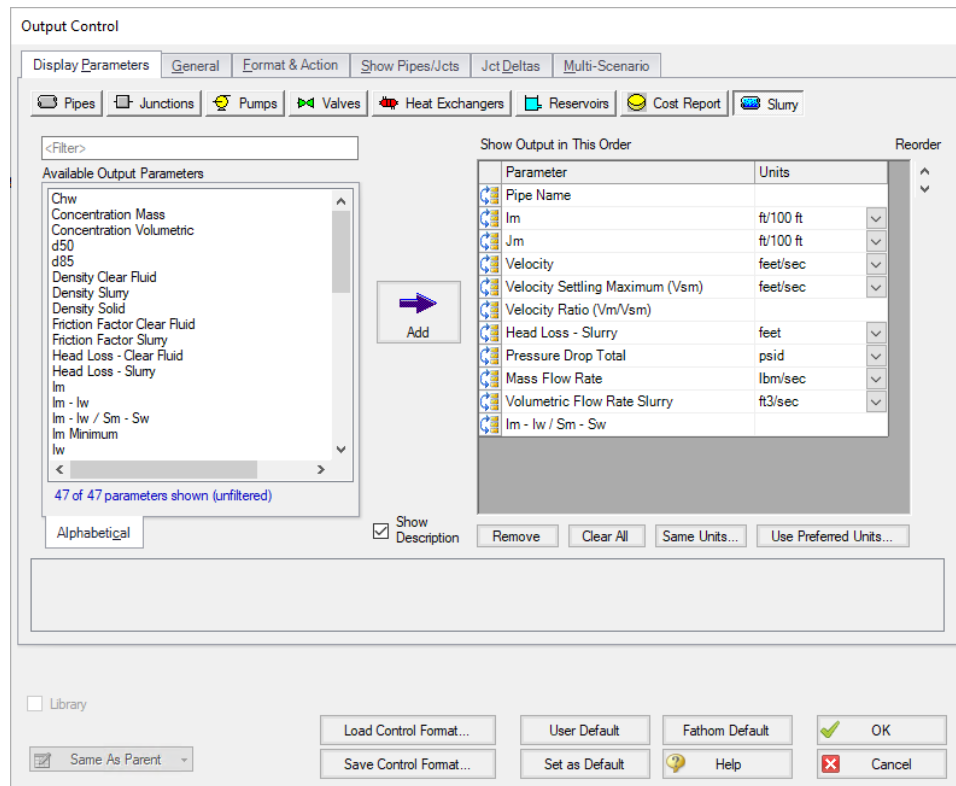 Output Control
Display Parameters General Format & Action Show Pipes/Jcts Jct Deltas Multi-Scenario
Pipes Junctions Pumps Valves Heat Exchangers Reservoirs Cost Report Slurry
<Filter>
Available Output Parameters
Chw
Concentration Mass
Concentration Volumetric
d50
d85
Density Clear Fluid
Density Slurry
Density Solid
Friction Factor Clear Fluid
Friction Factor Slurry
Head Loss - Clear Fluid
Head Loss - Slurry
Im
Im - Iw
Im - Iw / Sm - Sw
Im Minimum
Iw
47 of 47 parameters shown (unfiltered)
Alphabetical
Add
Show
Description
Show Output in This Order Reorder
Parameter Units
Pipe Name
Im ft/100 ft
Jm ft/100 ft
Velocity feet/sec
Velocity Settling Maximum (Vsm) feet/sec
Velocity Ratio (Vm/Vsm)
Head Loss - Slurry feet
Pressure Drop Total psid
Mass Flow Rate lbm/sec
Volumetric Flow Rate Slurry ft3/sec
Im - Iw / Sm - Sw
Remove Clear All Same Units... Use Preferred Units...
Library
Same As Parent
Load Control Format... User Default Fathom Default OK
Save Control Format... Set as Default Help Cancel